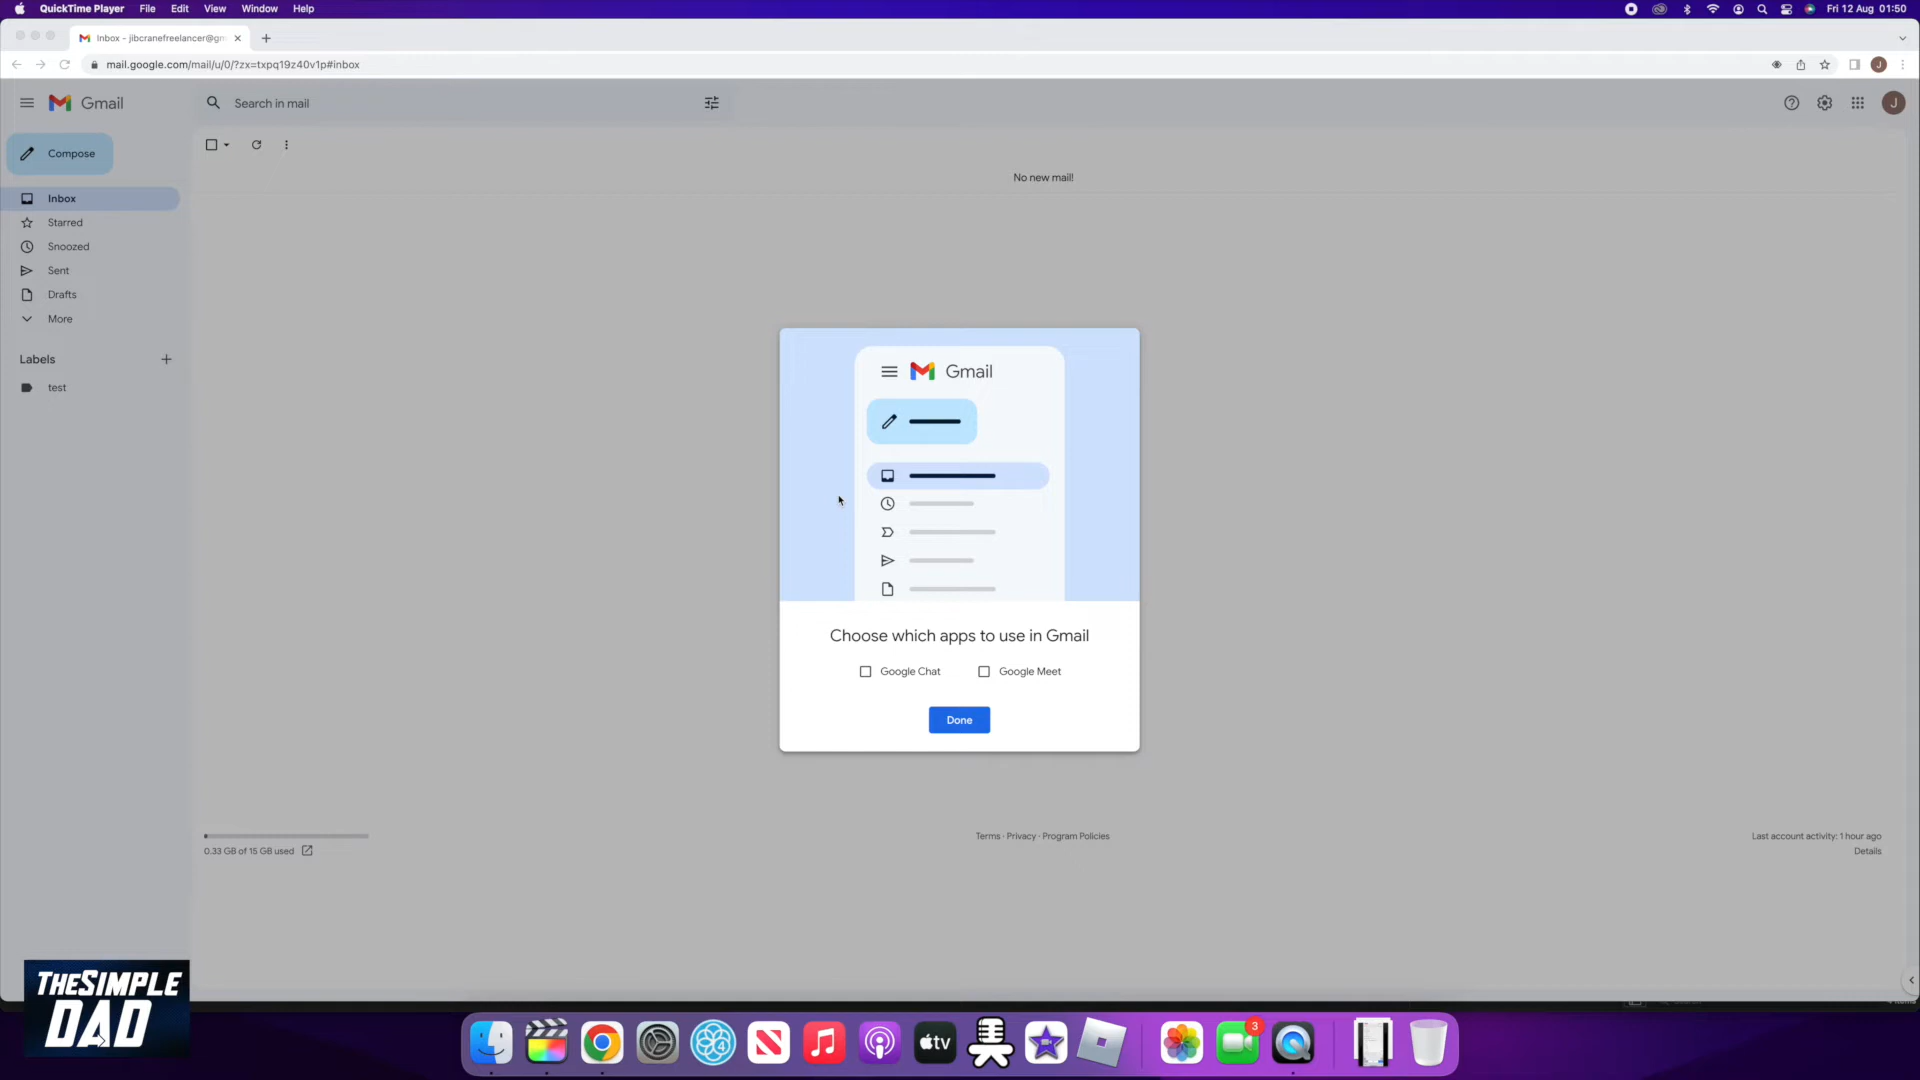 QuickTime Player File Edit View Window Help
Fri 12 Aug 01:50
Inbox - jibcranefreelancer@gm
mail.google.com/mail/u/0/?zx=txpq19z40v1p#inbox
J
Gmail
Search in mail
J
Compose
No new mail!
Inbox
Starred
Snoozed
Sent
Drafts
More
Labels
test
Gmail
Choose which apps to use in Gmail
Google Chat
Google Meet
Done
Terms · Privacy · Program Policies
Last account activity: 1 hour ago
0.33 GB of 15 GB used
Details
THESIMPLE
DAD
4
tv
3